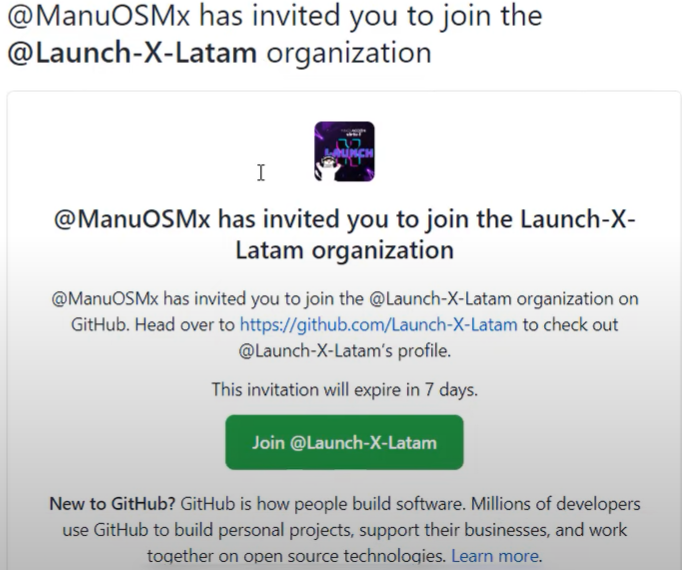 @ManuOSMx has invited you to join the
@Launch-X-Latam organization
LAUNCH
@ManuOSMx has invited you to join the Launch-X-
Latam organization
@ManuOSMx has invited you to join the @Launch-X-Latam organization on
GitHub. Head over to https://github.com/Launch-X-Latam to check out
@Launch-X-Latam's profile.
This invitation will expire in 7 days.
Join @Launch-X-Latam
New to GitHub? GitHub is how people build software. Millions of developers
use GitHub to build personal projects, support their businesses, and work
together on open source technologies. Learn more.